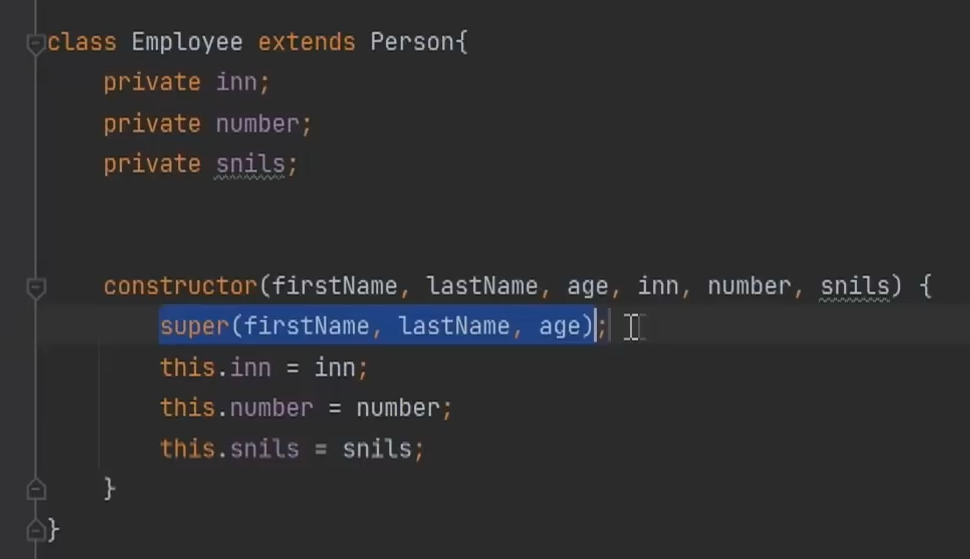 class Employee extends Person{
private inn;
private number;
private snils;
constructor(firstName, lastName, age, inn, number, snils) {
super(firstName, lastName, age);
this.inn = inn;
this.number = number;
this.snils = snils;
}
}